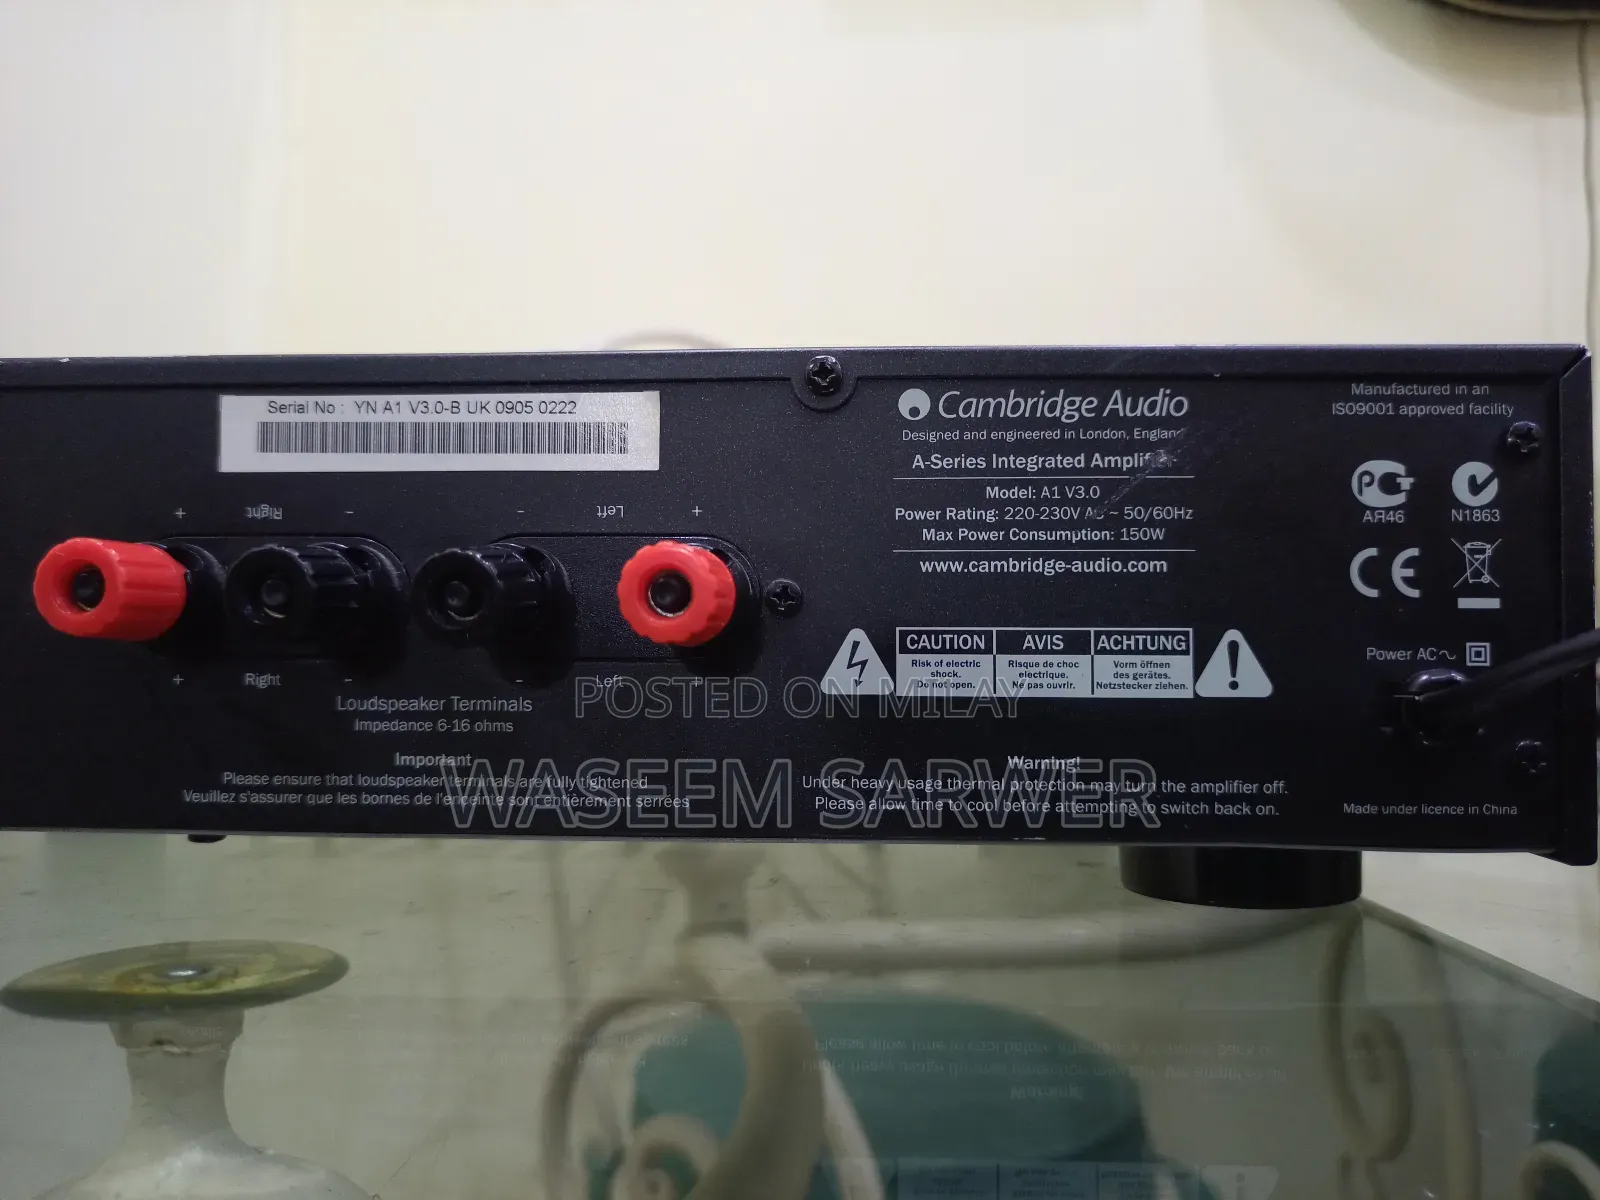 Serial No : YN A1 V3.0-B UK 0905 0222
+ Right - - Left +
+ Right - - Left +
Loudspeaker Terminals
Impedance 6-16 ohms
Important
Please ensure that loudspeaker terminals are fully tightened
Veuillez s'assurer que les bornes de l'enceinte sont entièrement serrées
Cambridge Audio
Designed and engineered in London, England
A-Series Integrated Amplifier
Model: A1 V3.0
Power Rating: 220-230V AC ~ 50/60Hz
Max Power Consumption: 150W
www.cambridge-audio.com
CAUTION
Risk of electric
shock.
Do not open.
AVIS
Risque de choc
electrique.
Ne pas ouvrir.
ACHTUNG
Vorm öffnen
des gerätes.
Netzstecker ziehen.
Warning!
Under heavy usage thermal protection may turn the amplifier off.
Please allow time to cool before attempting to switch back on.
Manufactured in an
ISO9001 approved facility
РСТ
АЯ46
N1863
CE
Power AC~
Made under licence in China
POSTED ON MILAY
WASEEM SARWER